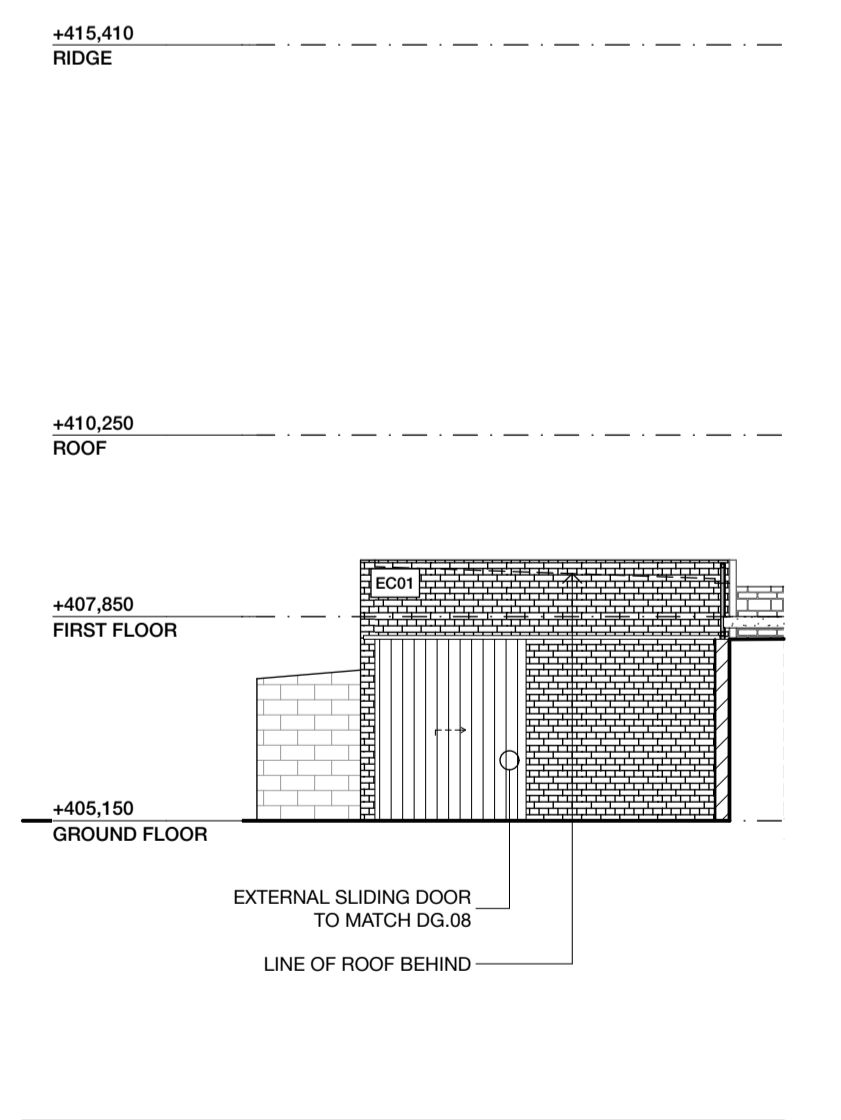 +415,410
RIDGE
+410,250
ROOF
EC01
+407,850
FIRST FLOOR
+405,150
GROUND FLOOR
EXTERNAL SLIDING DOOR
TO MATCH DG.08
LINE OF ROOF BEHIND